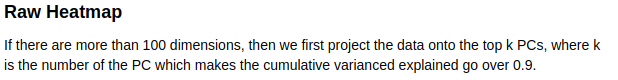 Raw Heatmap
If there are more than 100 dimensions, then we first project the data onto the top k PCs, where k
is the number of the PC which makes the cumulative varianced explained go over 0.9.